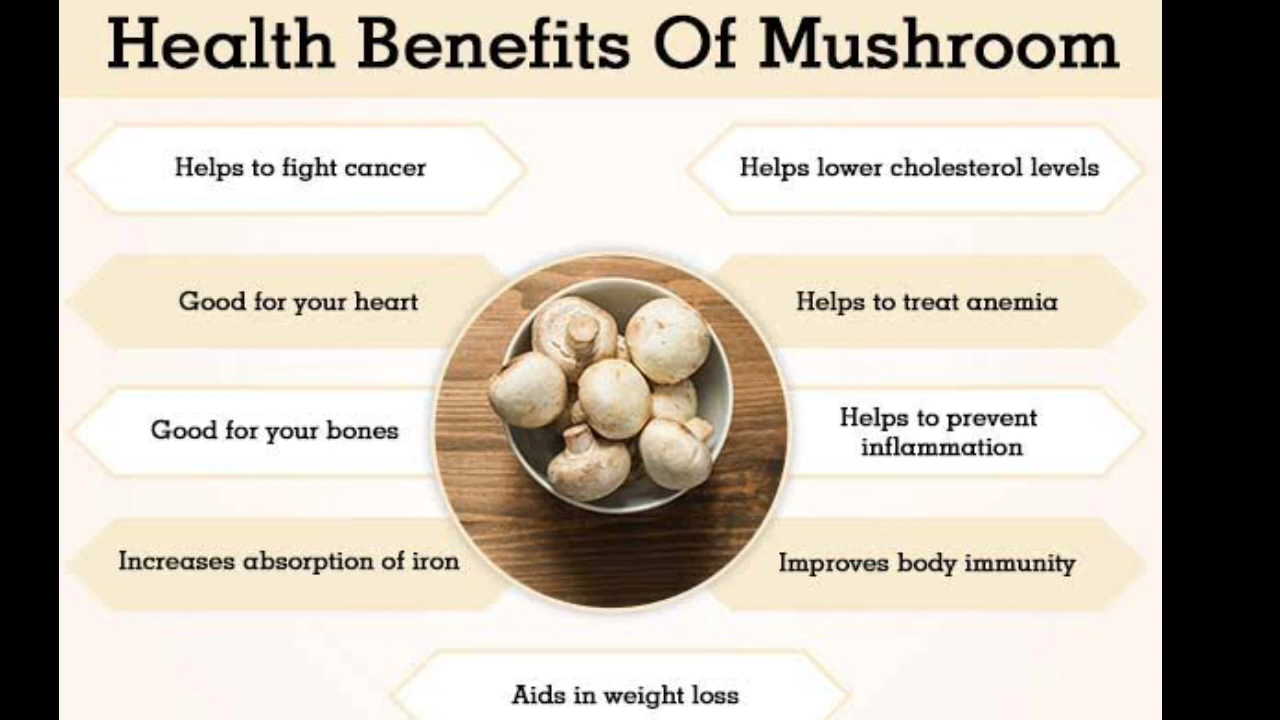 Health Benefits Of Mushroom
Helps to fight cancer
Helps lower cholesterol levels
Good for your heart
Helps to treat anemia
Good for your bones
Helps to prevent
inflammation
Increases absorption of iron
Improves body immunity
Aids in weight loss